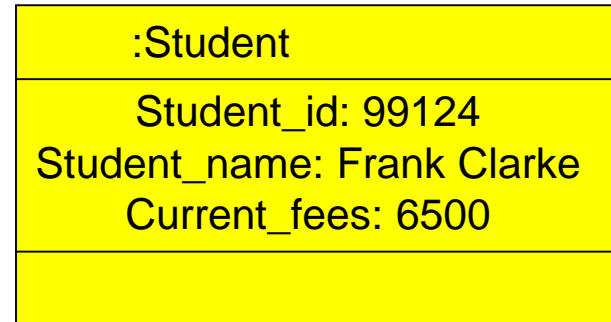 :Student
Student_id: 99124
Student_name: Frank Clarke
Current_fees: 6500